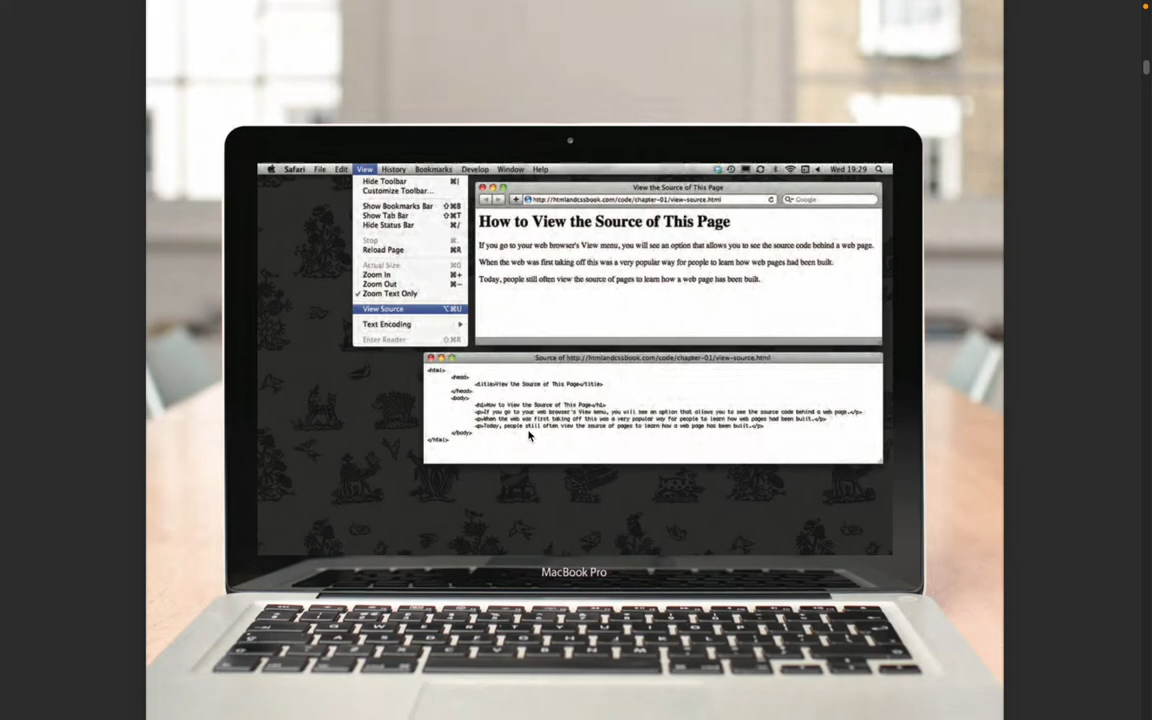 Safari File Edit View History Bookmarks Develop Window Help Wed 19:29
Hide Toolbar ⌘|
Customize Toolbar...
Show Bookmarks Bar ⇧⌘B
Show Tab Bar ⇧⌘T
Hide Status Bar ⌘/
Stop ⌘.
Reload Page ⌘R
Actual Size ⌘0
Zoom In ⌘+
Zoom Out ⌘−
✓ Zoom Text Only
View Source ⌥⌘U
Text Encoding
Enter Reader ⇧⌘R
View the Source of This Page
http://htmlandcssbook.com/code/chapter-01/view-source.html
Google
How to View the Source of This Page
If you go to your web browser's View menu, you will see an option that allows you to see the source code behind a web page.
When the web was first taking off this was a very popular way for people to learn how web pages had been built.
Today, people still often view the source of pages to learn how a web page has been built.
Source of http://htmlandcssbook.com/code/chapter-01/view-source.html
<html>
<head>
<title>View the Source of This Page</title>
</head>
<body>
<h1>How to View the Source of This Page</h1>
<p>If you go to your web browser's View menu, you will see an option that allows you to see the source code behind a web page.</p>
<p>When the web was first taking off this was a very popular way for people to learn how web pages had been built.</p>
<p>Today, people still often view the source of pages to learn how a web page has been built.</p>
</body>
</html>
MacBook Pro